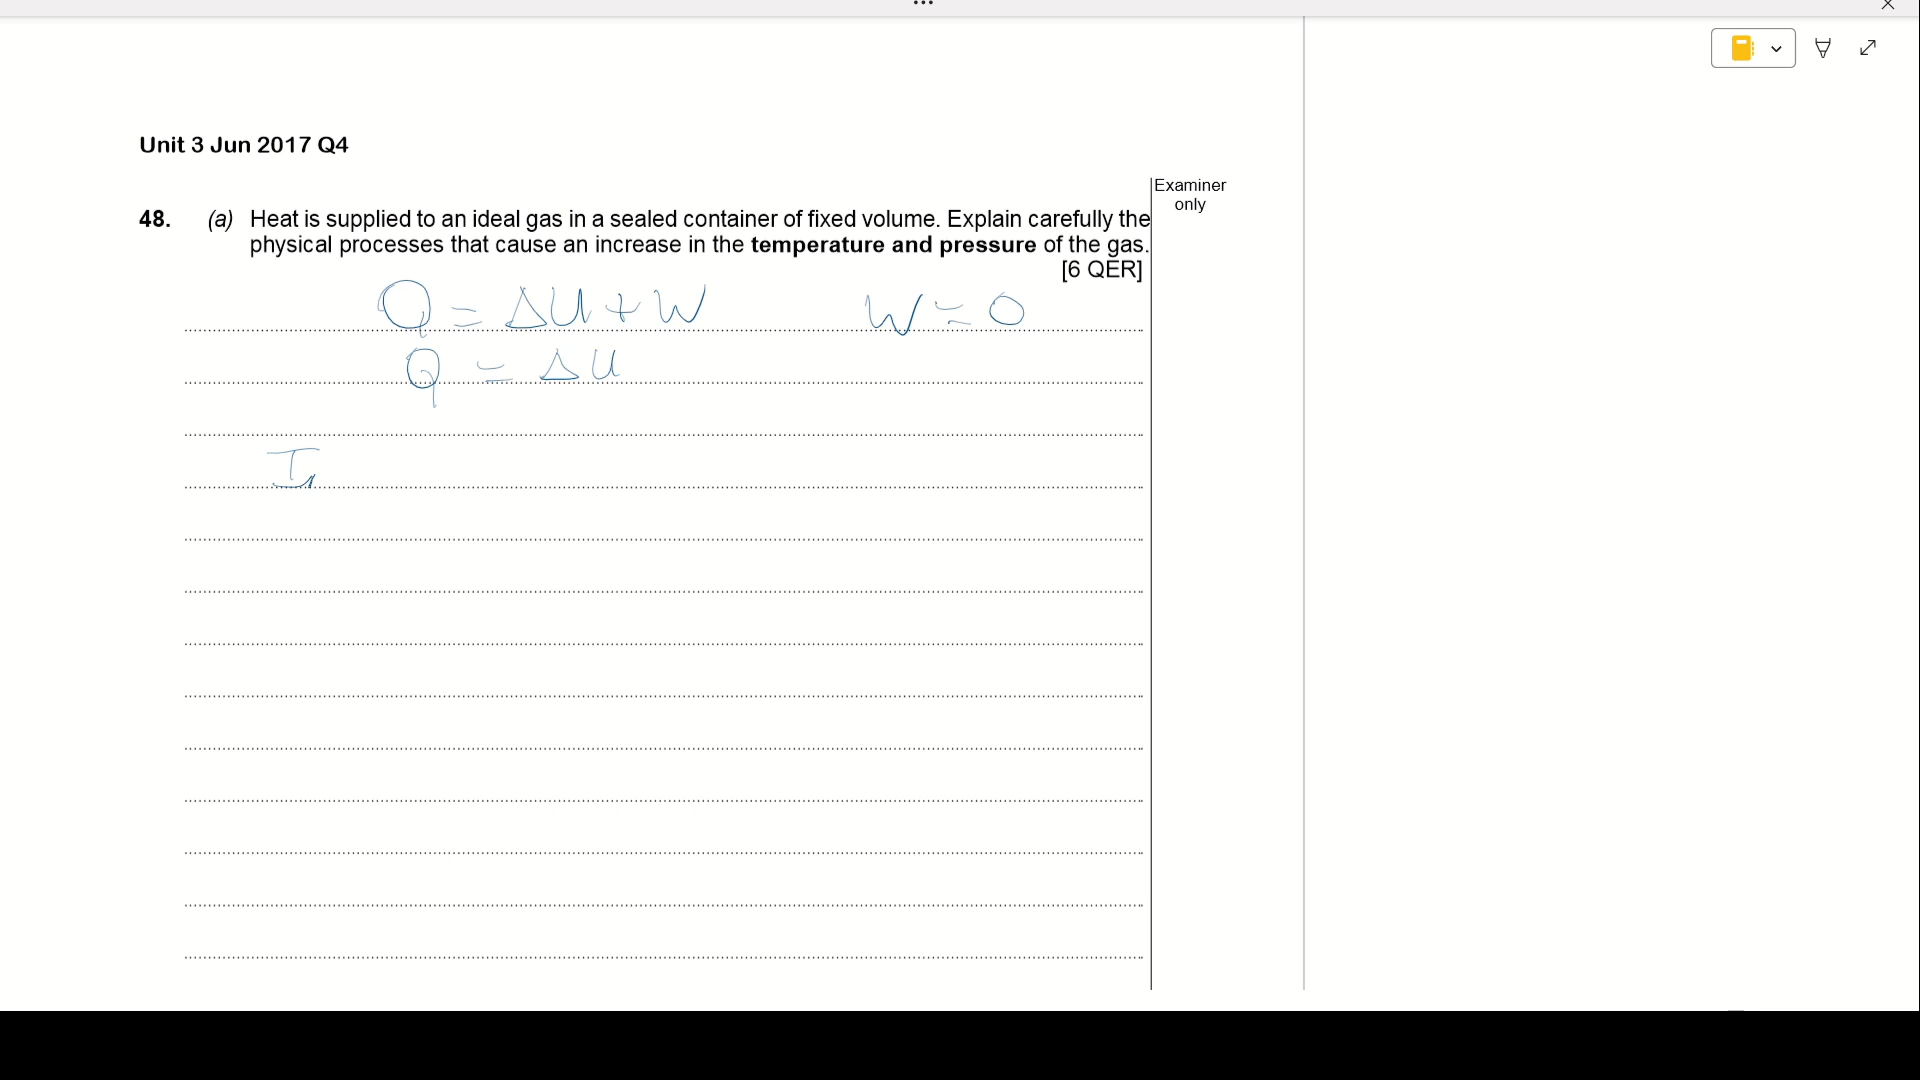 Unit 3 Jun 2017 Q4
Examiner
only
48. (a) Heat is supplied to an ideal gas in a sealed container of fixed volume. Explain carefully the
physical processes that cause an increase in the temperature and pressure of the gas.
[6 QER]
Q = ΔU + W W = 0
Q = ΔU